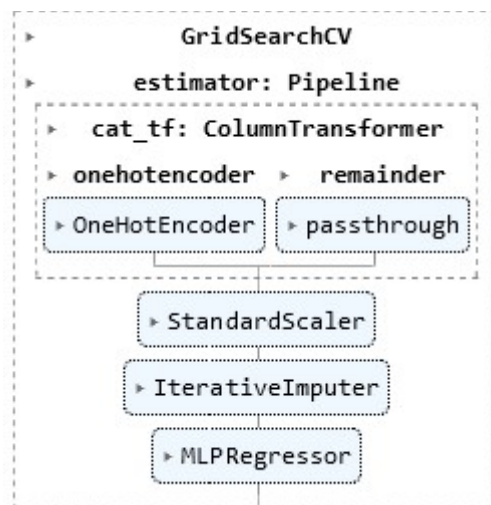 GridSearchCV
estimator: Pipeline
cat_tf: ColumnTransformer
onehotencoder remainder
OneHotEncoder passthrough
StandardScaler
IterativeImputer
MLPRegressor